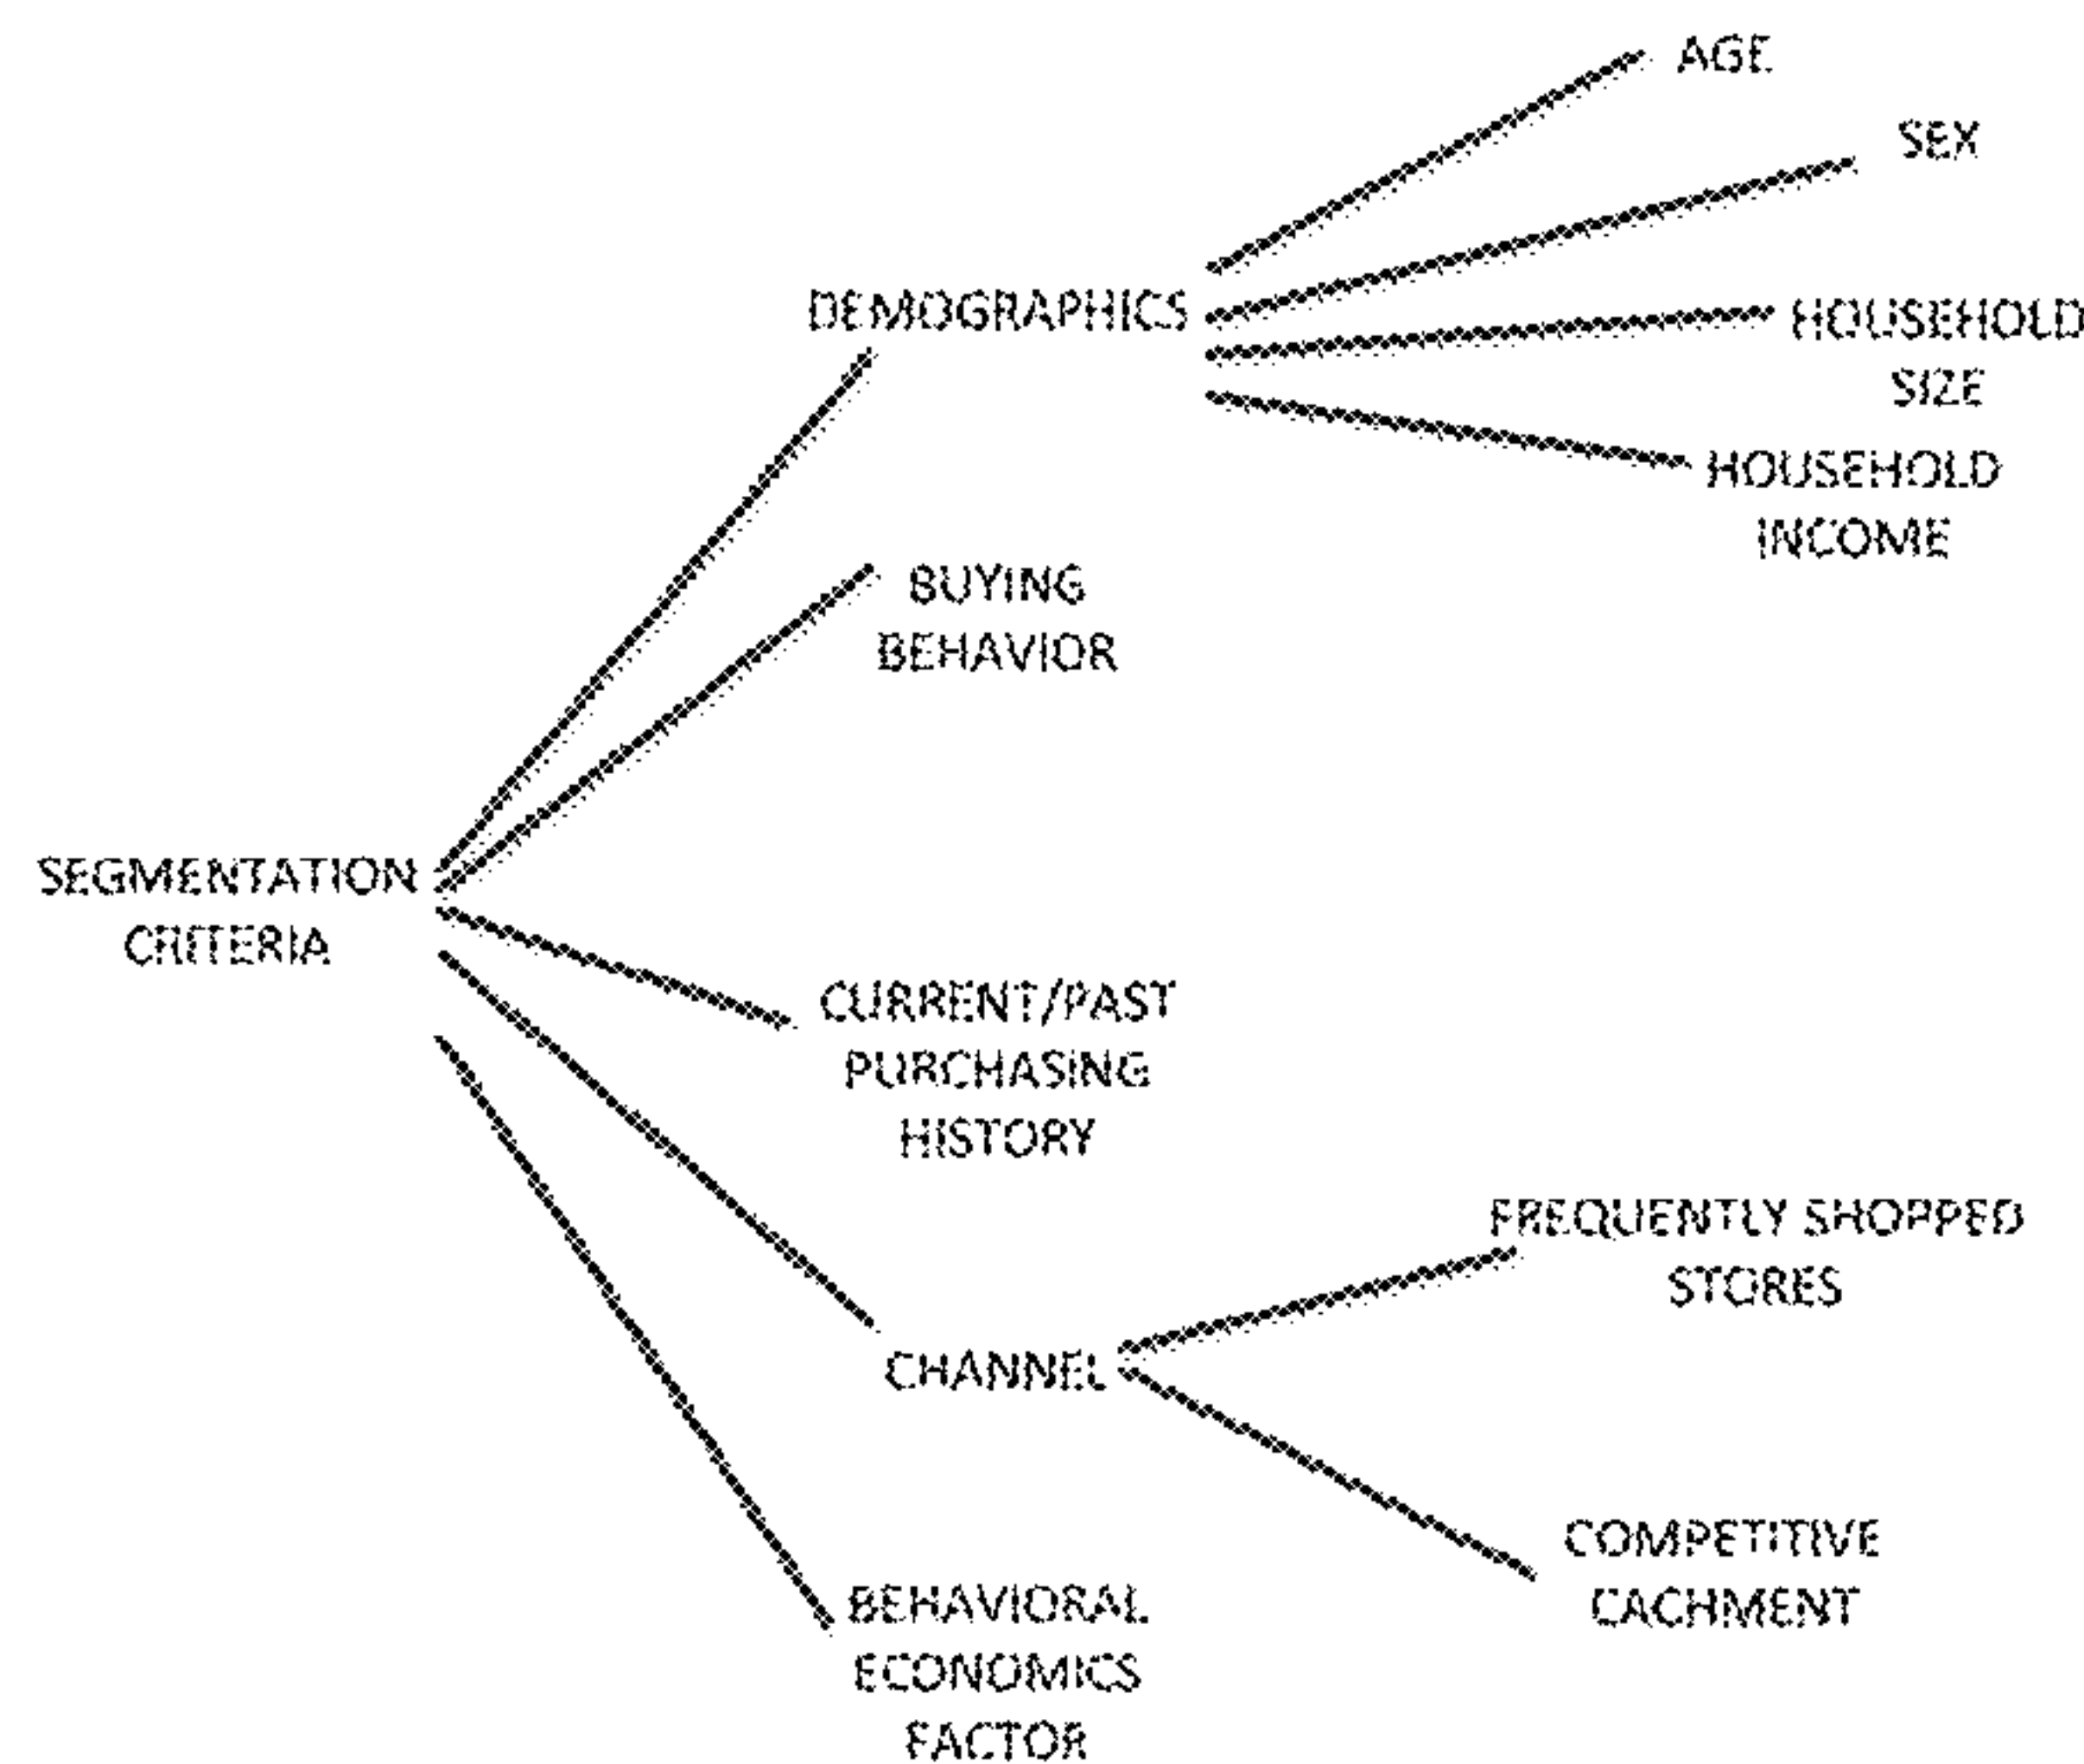 AGE
SEX
DEMOGRAPHICS
HOUSEHOLD
SIZE
HOUSEHOLD
INCOME
BUYING
BEHAVIOR
SEGMENTATION
CRITERIA
CURRENT/PAST
PURCHASING
HISTORY
FREQUENTLY SHOPPED
STORES
CHANNEL
COMPETITIVE
CACHMENT
BEHAVIORAL
ECONOMICS
FACTOR